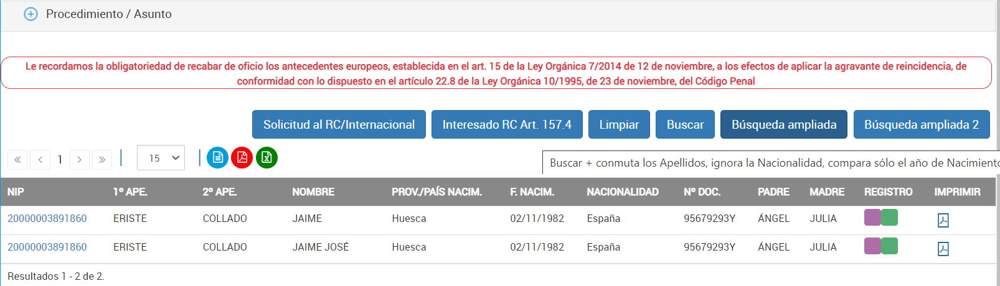 Procedimiento / Asunto
Le recordamos la obligatoriedad de recabar de oficio los antecedentes europeos, establecida en el art. 15 de la Ley Orgánica 7/2014 de 12 de noviembre, a los efectos de aplicar la agravante de reincidencia, de
conformidad con lo dispuesto en el artículo 22.8 de la Ley Orgánica 10/1995, de 23 de noviembre, del Código Penal
Solicitud al RC/Internacional Interesado RC Art. 157.4 Limpiar Buscar Búsqueda ampliada Búsqueda ampliada 2
« < 1 > » 15
Buscar + conmuta los Apellidos, ignora la Nacionalidad, compara sólo el año de Nacimiento
NIP 1º APE. 2º APE. NOMBRE PROV./PAÍS NACIM. F. NACIM. NACIONALIDAD Nº DOC. PADRE MADRE REGISTRO IMPRIMIR
20000003891860 ERISTE COLLADO JAIME Huesca 02/11/1982 España 95679293Y ÁNGEL JULIA
20000003891860 ERISTE COLLADO JAIME JOSÉ Huesca 02/11/1982 España 95679293Y ÁNGEL JULIA
Resultados 1 - 2 de 2.